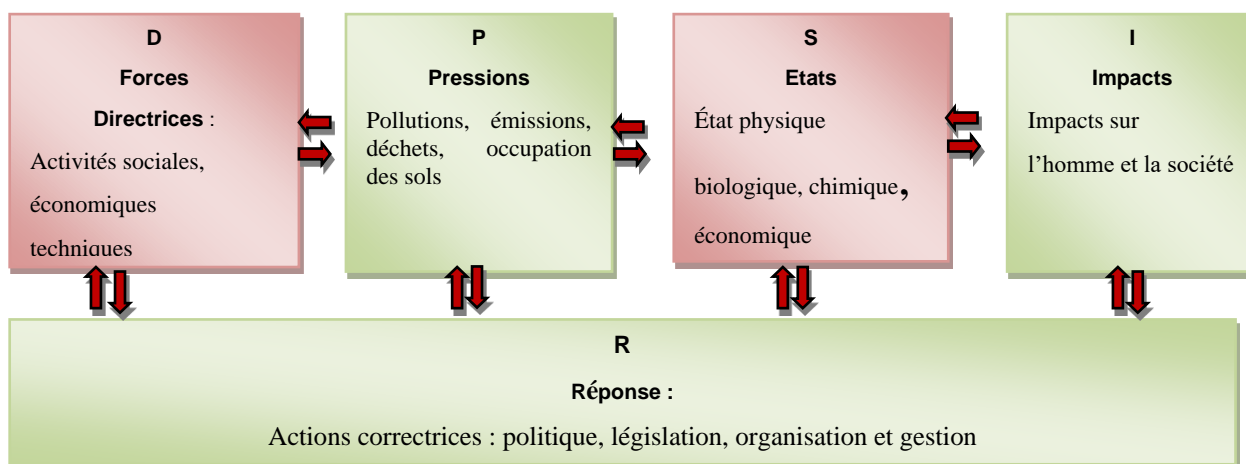 D
Forces
Directrices :
Activités sociales,
économiques
techniques
P
Pressions
Pollutions, émissions,
déchets, occupation
des sols
S
Etats
État physique
biologique, chimique,
économique
I
Impacts
Impacts sur
l’homme et la société
R
Réponse :
Actions correctrices : politique, législation, organisation et gestion